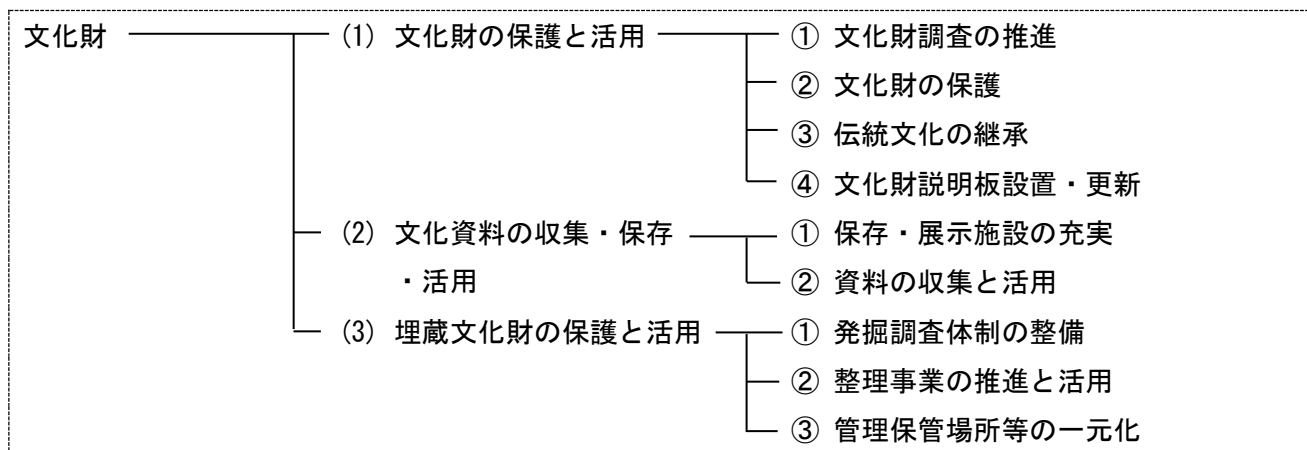 文化財 (1) 文化財の保護と活用 ① 文化財調査の推進
② 文化財の保護
③ 伝統文化の継承
④ 文化財説明板設置・更新
(2) 文化資料の収集・保存 ① 保存・展示施設の充実
・活用 ② 資料の収集と活用
(3) 埋蔵文化財の保護と活用 ① 発掘調査体制の整備
② 整理事業の推進と活用
③ 管理保管場所等の一元化